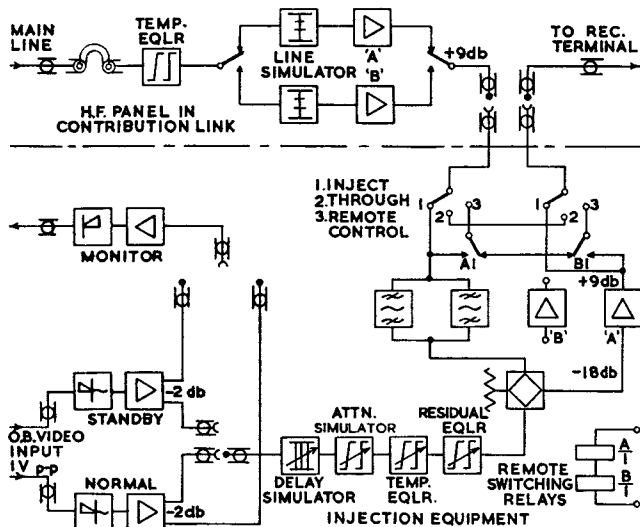 MAIN
LINE
TEMP.
EQLR
LINE
SIMULATOR
'A'
'B'
+9db
TO REC.
TERMINAL
H.F. PANEL IN
CONTRIBUTION LINK
1. INJECT
2. THROUGH
3. REMOTE
CONTROL
1
2
3
1
2
3
A1
B1
+9db
MONITOR
'B'
'A'
-18db
-2db
STANDBY
O.B. VIDEO
INPUT
1V p-p
NORMAL
-2db
DELAY
SIMULATOR
ATTN.
SIMULATOR
TEMP.
EQLR.
RESIDUAL
EQLR
REMOTE
SWITCHING
RELAYS
A
1
B
1
INJECTION EQUIPMENT